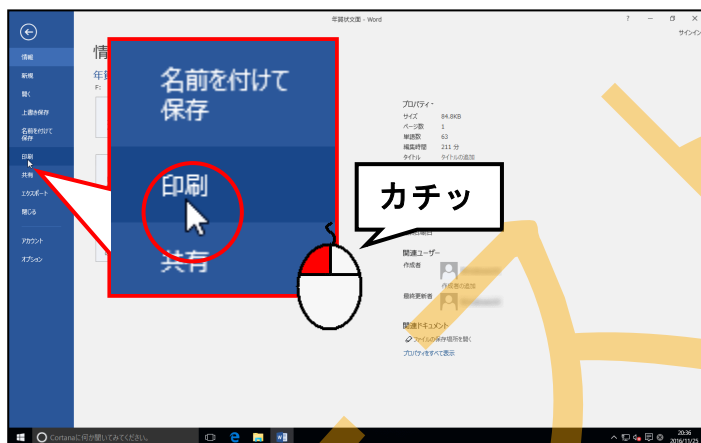 年賀状文面 - Word
? － ロ ×
サインイン
情報
新規
開く
上書き保存
名前を付けて
保存
印刷
共有
エクスポート
閉じる
アカウント
オプション
情
年賀
F:
名前を付けて
保存
印刷
共有
カチッ
プロパティ
サイズ 84.8KB
ページ数 1
単語数 63
編集時間 211 分
タイトル タイトルの追加
関連ユーザー
作成者
作成者の追加
最終更新者
関連ドキュメント
ファイルの保存場所を開く
プロパティをすべて表示
Cortanaに何か聞いてみてください。
20:36
2016/11/25